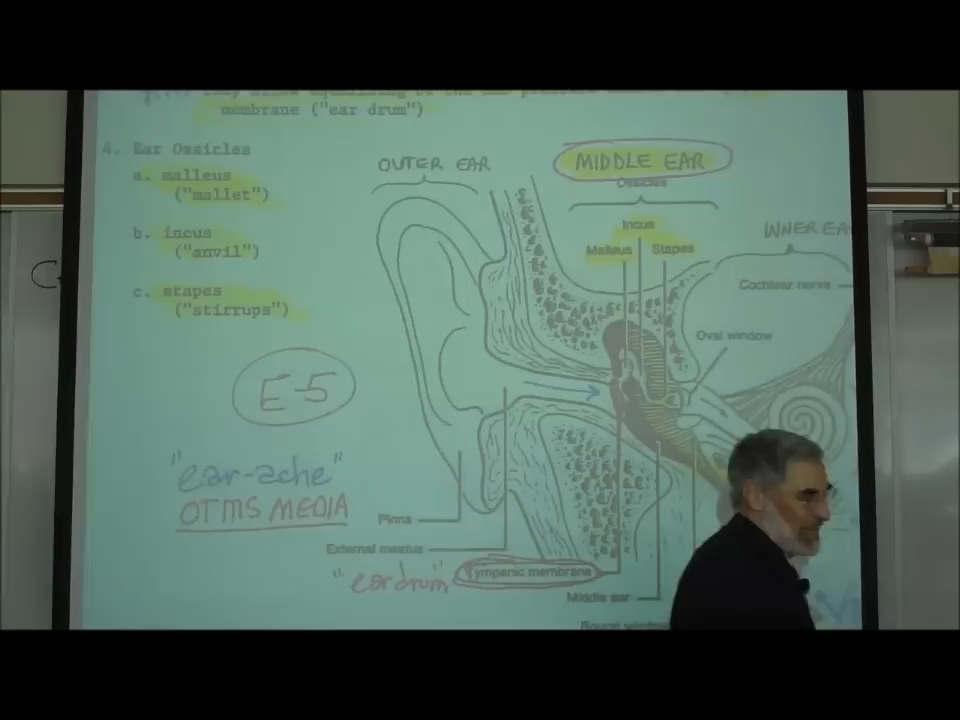 membrane ("ear drum")
4. Ear Ossicles
a. malleus
("mallet")
b. incus
("anvil")
c. stapes
("stirrups")
E-5
"ear-ache"
OTMS MEDIA
OUTER EAR
MIDDLE EAR
Ossicles
Incus
Malleus
Stapes
INNER EA
Cochlear nerve
Oval window
Pinna
External meatus
"eardrum"
Tympanic membrane
Middle ear
Round window